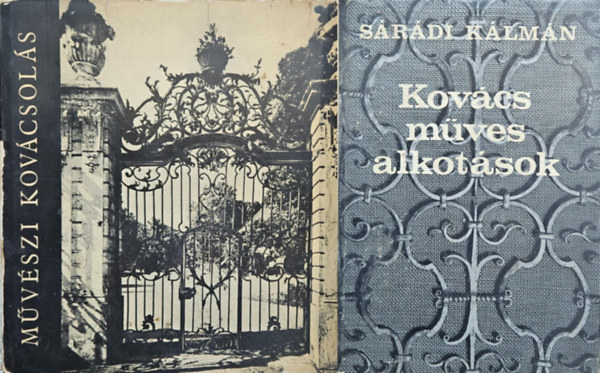 MŰVÉSZI KOVÁCSOLÁS
SÁRÁDI KÁLMÁN
Kovács
műves
alkotások